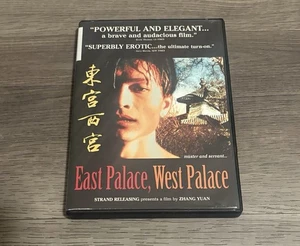 "POWERFUL AND ELEGANT...
a brave and audacious film."
"SUPERBLY EROTIC...the ultimate turn-on."
東宮西宮
master and servant...
East Palace, West Palace
STRAND RELEASING presents a film by ZHANG YUAN